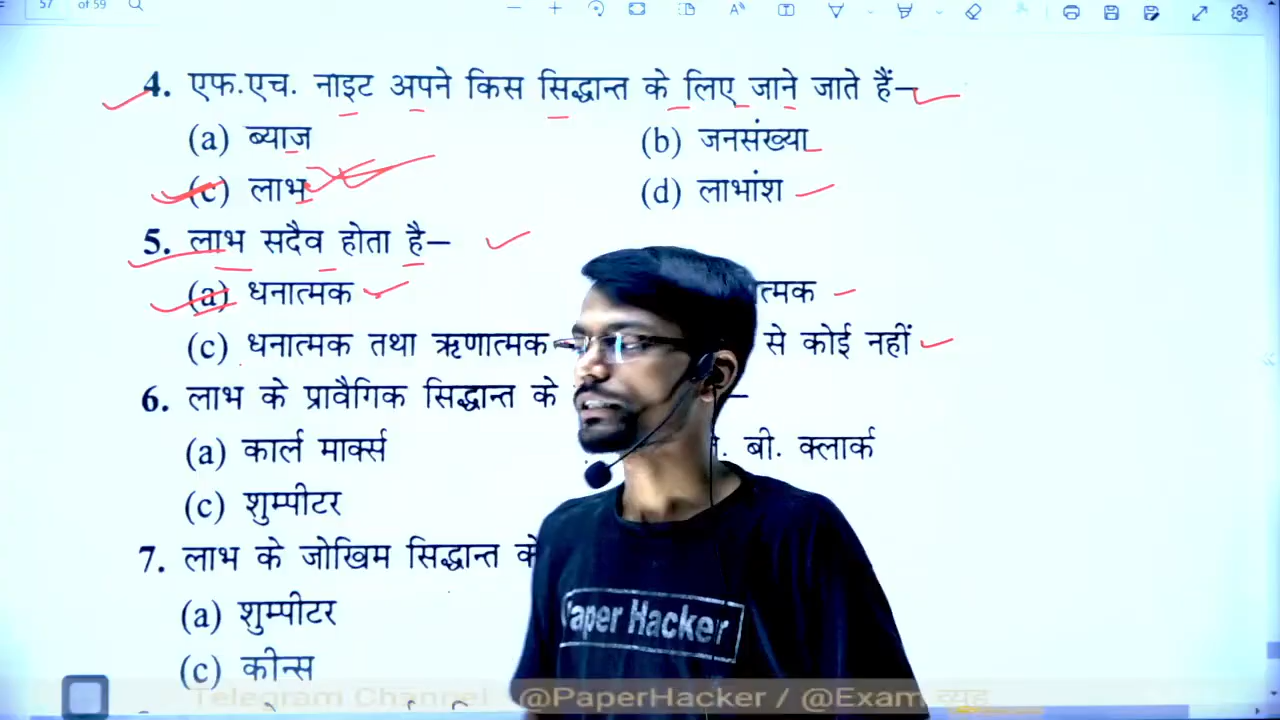 57 of 59
4. एफ.एच. नाइट अपने किस सिद्धान्त के लिए जाने जाते हैं–
(a) ब्याज (b) जनसंख्या
(c) लाभ (d) लाभांश
5. लाभ सदैव होता है–
(a) धनात्मक त्मक
(c) धनात्मक तथा ऋणात्मक से कोई नहीं
6. लाभ के प्रावैगिक सिद्धान्त के –
(a) कार्ल मार्क्स . बी. क्लार्क
(c) शुम्पीटर
7. लाभ के जोखिम सिद्धान्त के
(a) शुम्पीटर
(c) कीन्स
Paper Hacker
Telegram Channel @PaperHacker / @Exam व्यूह